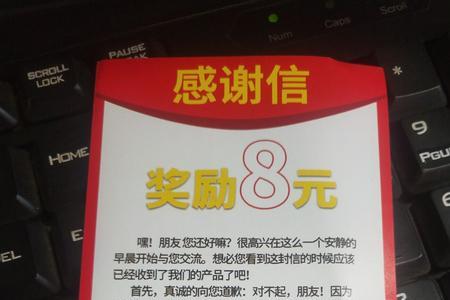 Num
Caps
Scroll
SCROLL
LOCK
PAUSE
感谢信
*
9
HOME
奖励8元
嘿！朋友您还好嘛？很高兴在这么一个安静的
早晨开始与您交流。想必您看到这封信的时候应该
已经收到了我们的产品了吧！
首先，真诚的向您道歉：对不起，朋友！因为